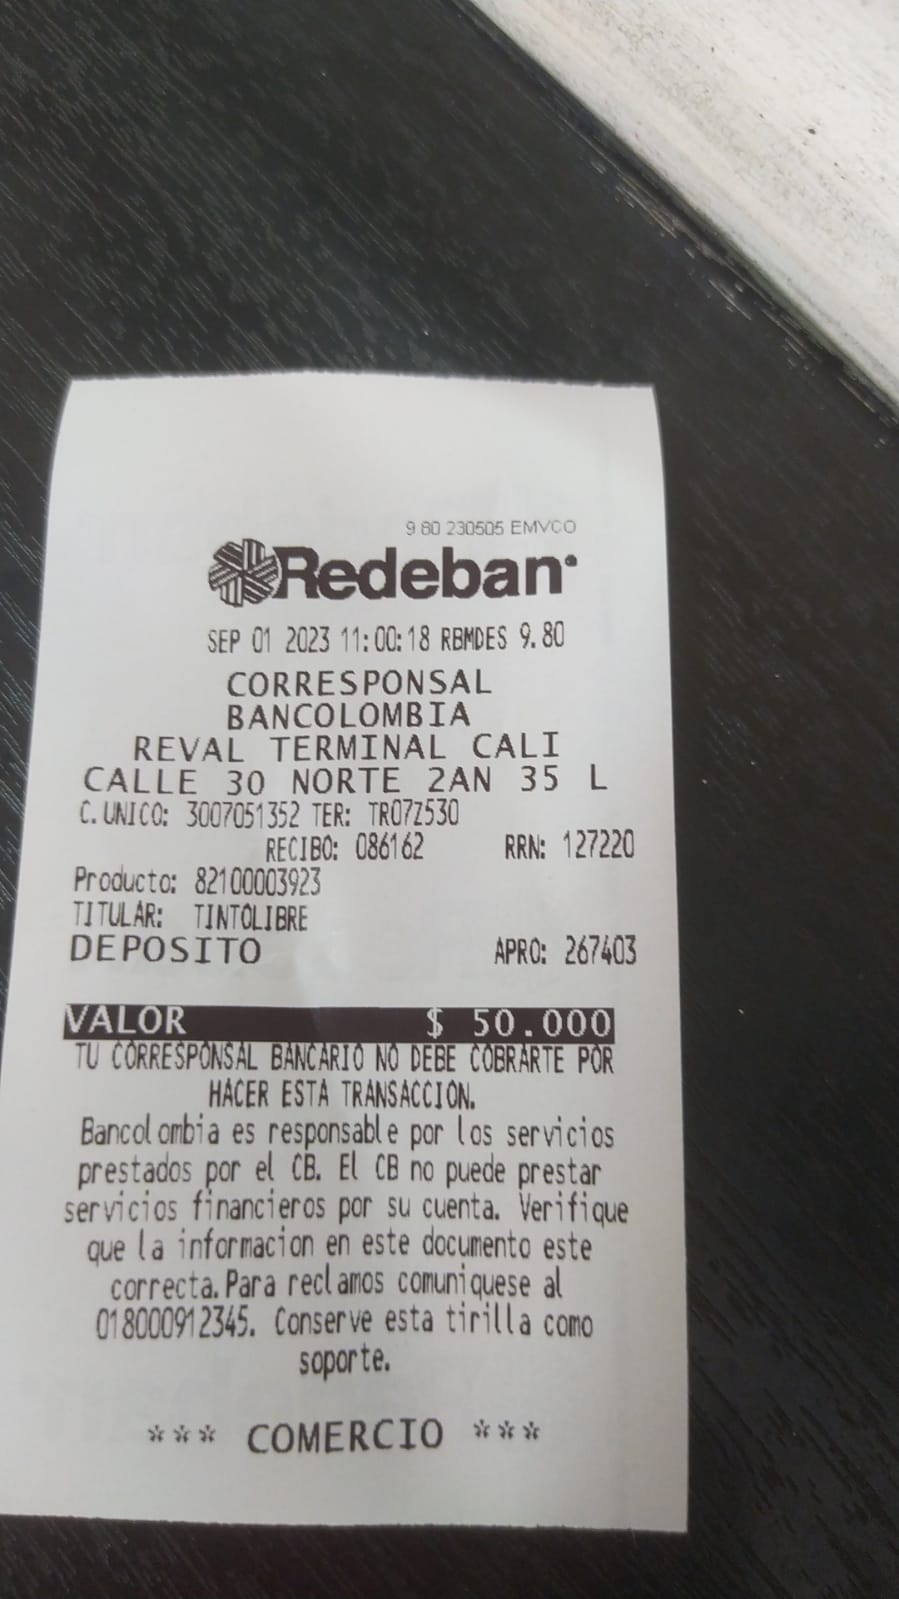 9 80 230505 EMVCO
Redeban
SEP 01 2023 11:00:18 RBMDES 9.80
CORRESPONSAL
BANCOLOMBIA
REVAL TERMINAL CALI
CALLE 30 NORTE 2AN 35 L
C.UNICO: 3007051352 TER: TR07Z530
RECIBO: 086162 RRN: 127220
Producto: 82100003923
TITULAR: TINTOLIBRE
DEPOSITO APRO: 267403
VALOR $ 50.000
TU CORRESPONSAL BANCARIO NO DEBE COBRARTE POR
HACER ESTA TRANSACCION.
Bancolombia es responsable por los servicios
prestados por el CB. El CB no puede prestar
servicios financieros por su cuenta. Verifique
que la informacion en este documento este
correcta. Para reclamos comuniquese al
018000912345. Conserve esta tirilla como
soporte.
*** COMERCIO ***